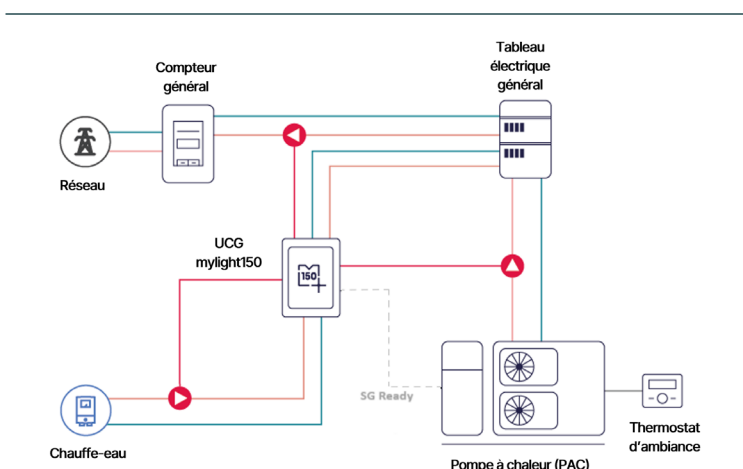 Tableau
électrique
général
Compteur
général
Réseau
UCG
mylight150
150
SG Ready
Chauffe-eau
Thermostat
d'ambiance
Pompe à chaleur (PAC)